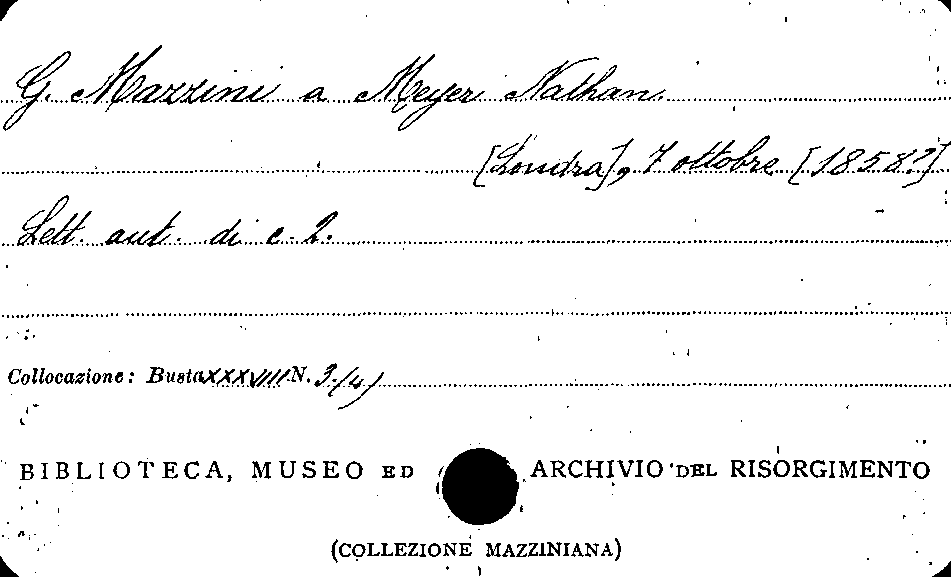 G. Mazzini a Meyer Nathan.
[Londra], 7 ottobre [1858?]
Lett. aut. di c. 2.
Collocazione: Busta XXXVIIII N. 3.(4)
BIBLIOTECA, MUSEO ED ARCHIVIO DEL RISORGIMENTO
(COLLEZIONE MAZZINIANA)